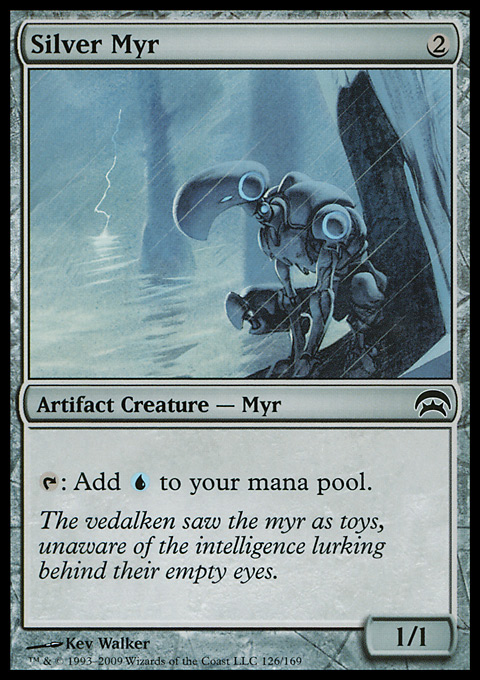 Silver Myr 2
Artifact Creature — Myr
: Add to your mana pool.
The vedalken saw the myr as toys,
unaware of the intelligence lurking
behind their empty eyes.
1/1
Kev Walker
™ & © 1993–2009 Wizards of the Coast LLC 126/169